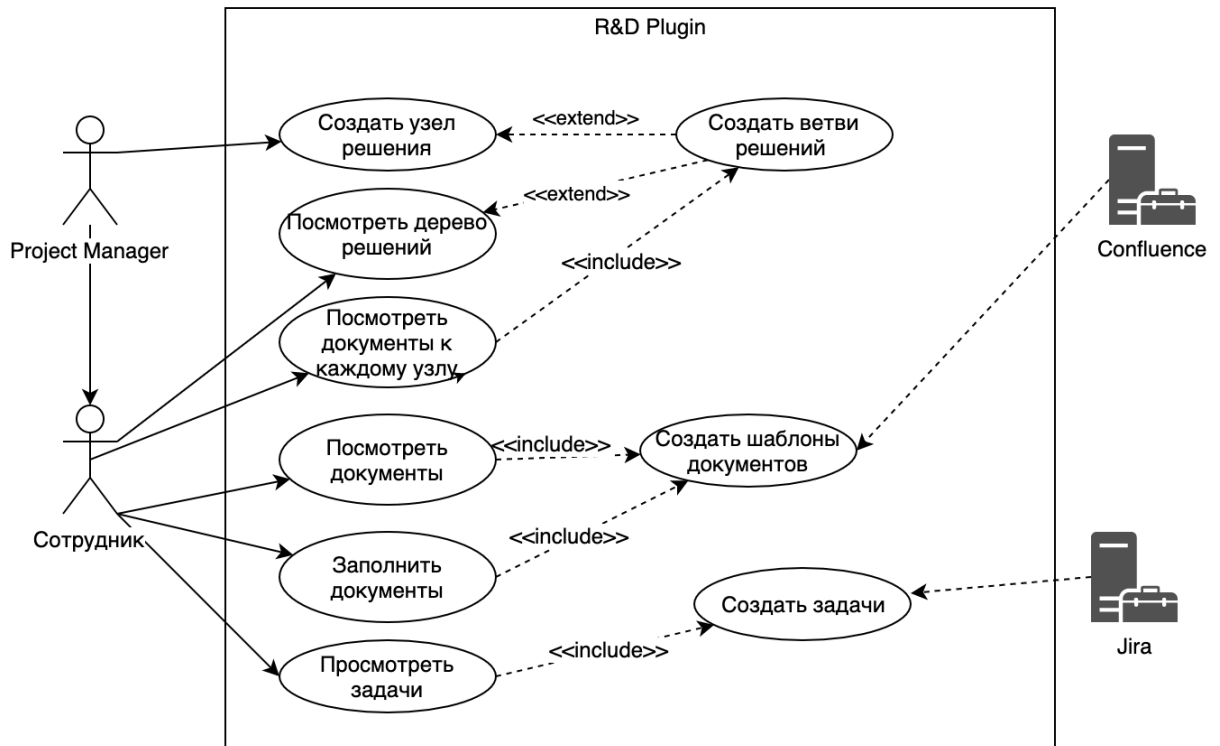 R&D Plugin
Создать узел
решения
<<extend>>
Создать ветви
решений
Project Manager
Посмотреть дерево
решений
<<extend>>
Confluence
<<include>>
Посмотреть
документы к
каждому узлу
Посмотреть
документы
<<include>>
Создать шаблоны
документов
Сотрудник
<<include>>
Заполнить
документы
Создать задачи
Jira
<<include>>
Просмотреть
задачи